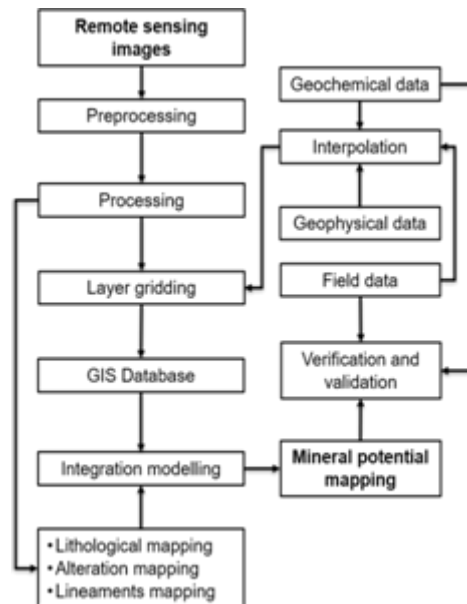 Remote sensing
images
Preprocessing
Processing
Layer gridding
GIS Database
Integration modelling
• Lithological mapping
• Alteration mapping
• Lineaments mapping
Geochemical data
Interpolation
Geophysical data
Field data
Verification and
validation
Mineral potential
mapping